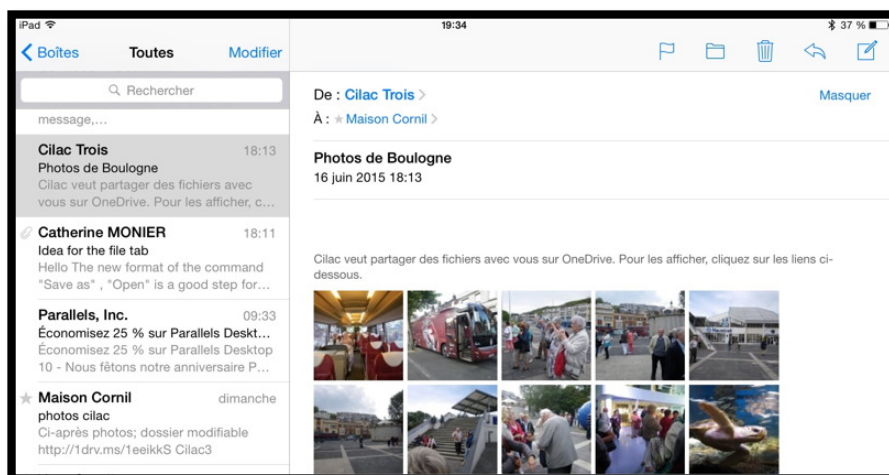 iPad
19:34
37 %
Boîtes
Toutes
Modifier
Rechercher
message,...
Cilac Trois
18:13
Photos de Boulogne
Cilac veut partager des fichiers avec
vous sur OneDrive. Pour les afficher, c...
Catherine MONIER
18:11
Idea for the file tab
Hello The new format of the command
"Save as" , "Open" is a good step for...
Parallels, Inc.
09:33
Économisez 25 % sur Parallels Deskt...
Économisez 25 % sur Parallels Desktop
10 - Nous fêtons notre anniversaire P...
Maison Cornil
dimanche
photos cilac
Ci-après photos; dossier modifiable
http://1drv.ms/1eeikkS Cilac3
De : Cilac Trois
Masquer
À : Maison Cornil
Photos de Boulogne
16 juin 2015 18:13
Cilac veut partager des fichiers avec vous sur OneDrive. Pour les afficher, cliquez sur les liens ci-
dessous.